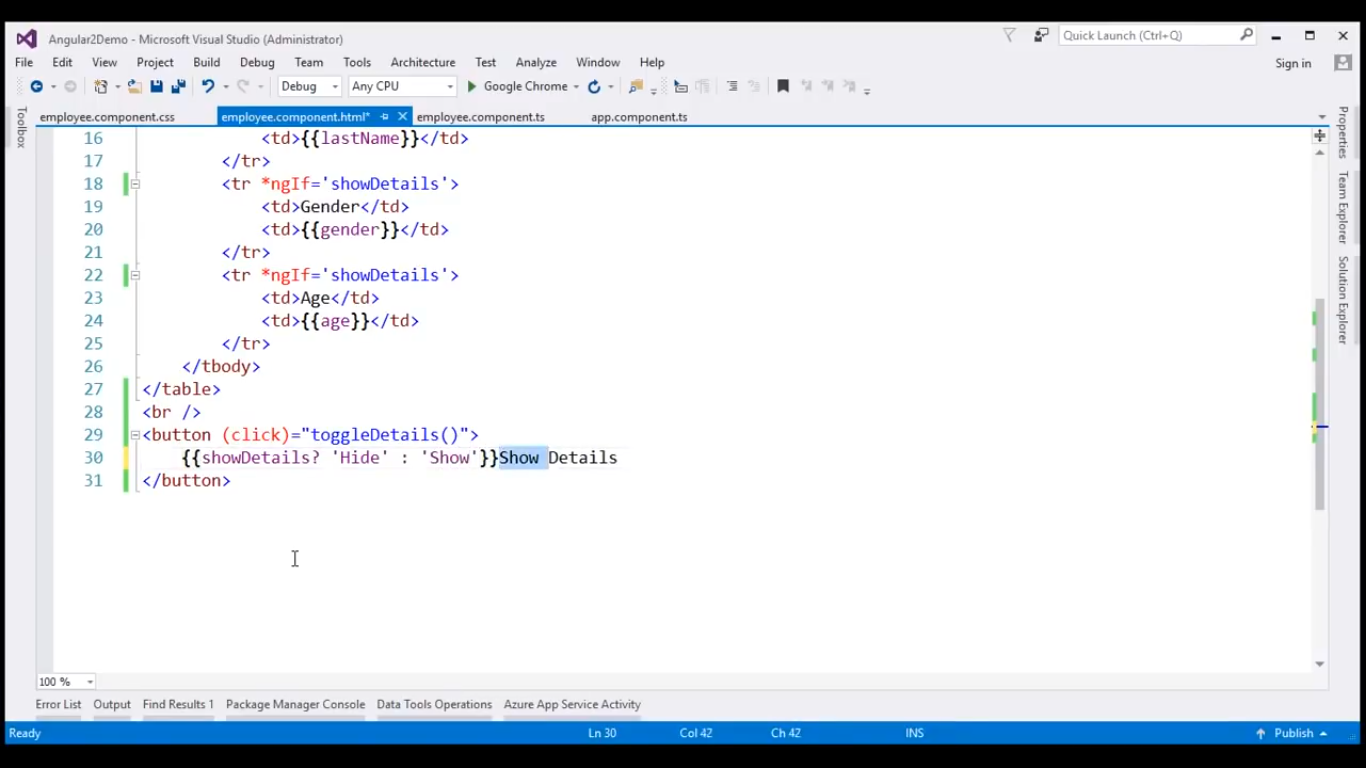 Angular2Demo - Microsoft Visual Studio (Administrator)
Quick Launch (Ctrl+Q)
File Edit View Project Build Debug Team Tools Architecture Test Analyze Window Help
Sign in
Debug Any CPU Google Chrome
employee.component.css employee.component.html* employee.component.ts app.component.ts
Toolbox
Properties
Team Explorer
Solution Explorer
16 <td>{{lastName}}</td>
17 </tr>
18 <tr *ngIf='showDetails'>
19 <td>Gender</td>
20 <td>{{gender}}</td>
21 </tr>
22 <tr *ngIf='showDetails'>
23 <td>Age</td>
24 <td>{{age}}</td>
25 </tr>
26 </tbody>
27 </table>
28 <br />
29 <button (click)="toggleDetails()">
30 {{showDetails? 'Hide' : 'Show'}}Show Details
31 </button>
100 %
Error List Output Find Results 1 Package Manager Console Data Tools Operations Azure App Service Activity
Ready Ln 30 Col 42 Ch 42 INS Publish